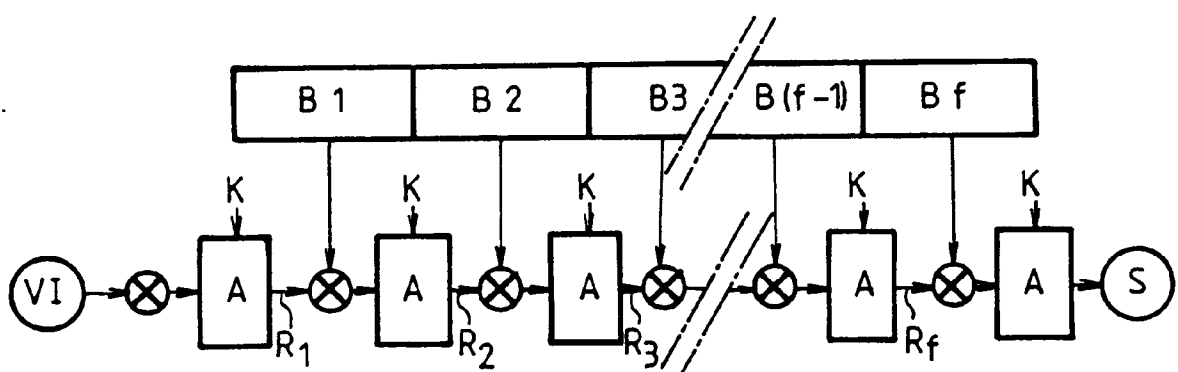 B 1 B 2 B3 B(f-1) B f
K K K K K
VI A A A A A S
R1 R2 R3 Rf